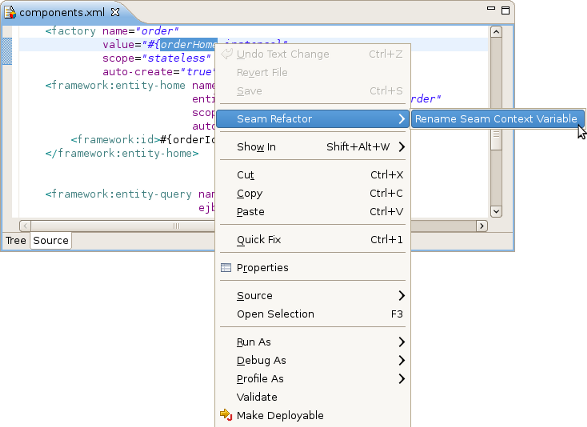 components.xml
<factory name="order"
value="#{orderHome.instance}"
Undo Text Change Ctrl+Z
scope="stateless"
Revert File
auto-create="true"
<framework:entity-home name
Save Ctrl+S
enti
order"
scop
Seam Refactor
Rename Seam Context Variable
auto
<framework:id>#{orderId
Show In Shift+Alt+W
</framework:entity-home>
Cut Ctrl+X
<framework:entity-query nam
Copy Ctrl+C
ejb
Paste Ctrl+V
Tree Source
Quick Fix Ctrl+1
Properties
Source
Open Selection F3
Run As
Debug As
Profile As
Validate
Make Deployable